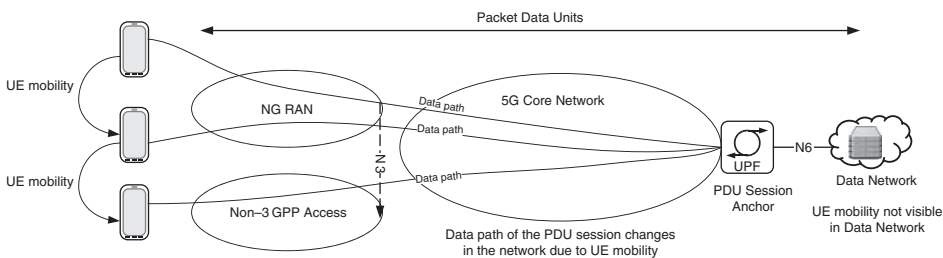 Packet Data Units
UE mobility
UE mobility
NG RAN
Non–3 GPP Access
N3
Data path
Data path
Data path
5G Core Network
Data path of the PDU session changes
in the network due to UE mobility
UPF
PDU Session
Anchor
N6
Data Network
UE mobility not visible
in Data Network